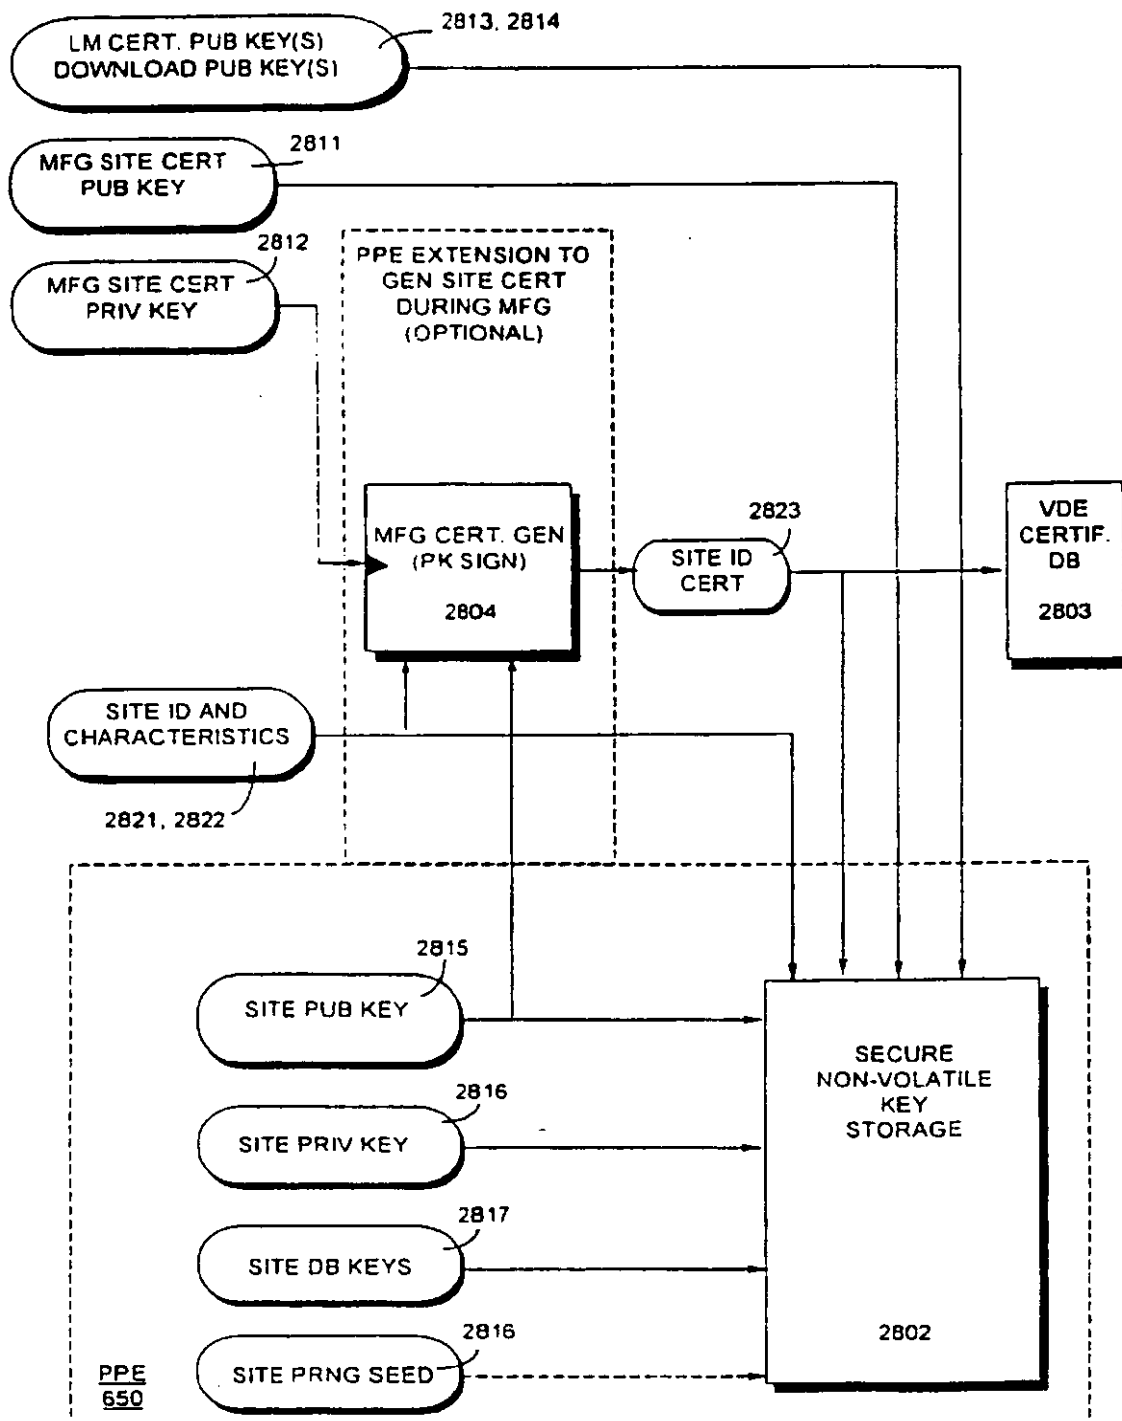 2813, 2814
LM CERT. PUB KEY(S)
DOWNLOAD PUB KEY(S)
2811
MFG SITE CERT
PUB KEY
2812
MFG SITE CERT
PRIV KEY
PPE EXTENSION TO
GEN SITE CERT
DURING MFG
(OPTIONAL)
MFG CERT. GEN
(PK SIGN)
2804
2823
SITE ID
CERT
VDE
CERTIF.
DB
2803
SITE ID AND
CHARACTERISTICS
2821, 2822
2815
SITE PUB KEY
2816
SITE PRIV KEY
2817
SITE DB KEYS
2816
SITE PRNG SEED
SECURE
NON-VOLATILE
KEY
STORAGE
2802
PPE
650